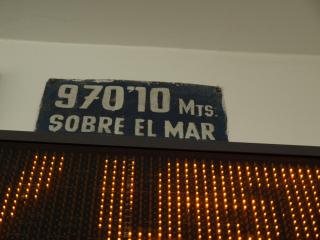 970'10 MTS.
SOBRE EL MAR